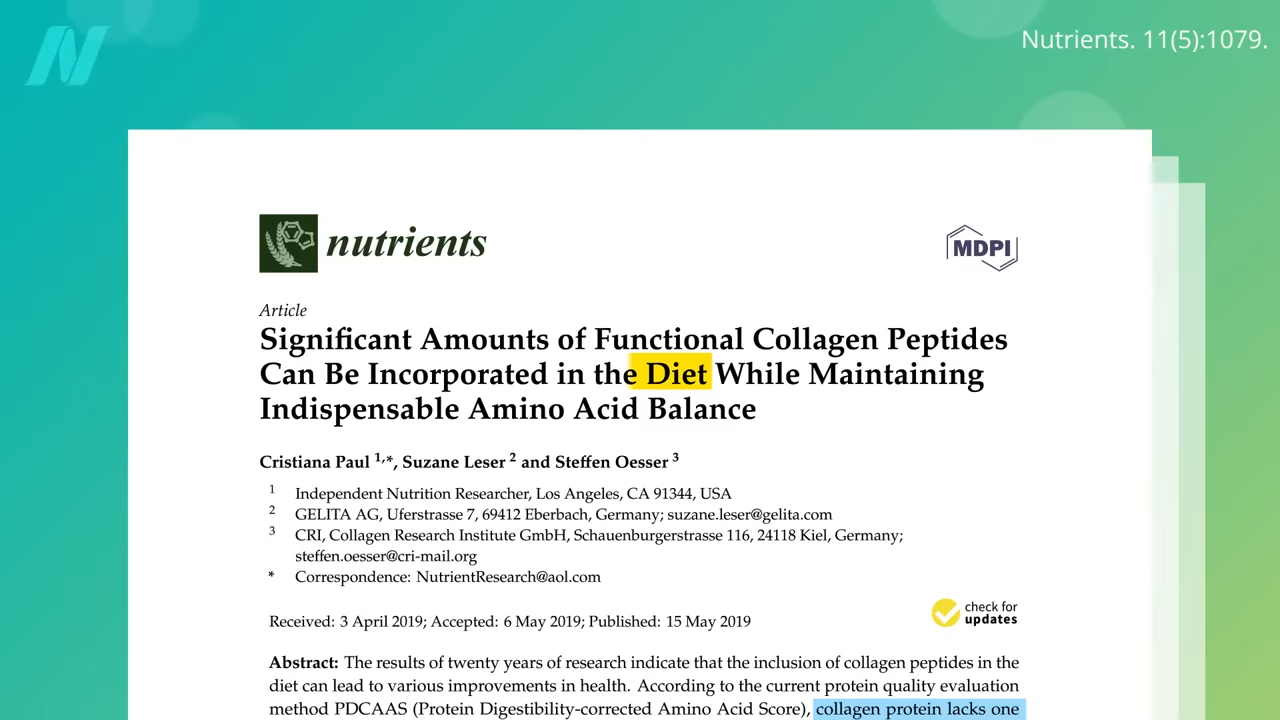 Nutrients. 11(5):1079.
nutrients
MDPI
Article
Significant Amounts of Functional Collagen Peptides
Can Be Incorporated in the Diet While Maintaining
Indispensable Amino Acid Balance
Cristiana Paul 1,*, Suzane Leser 2 and Steffen Oesser 3
1 Independent Nutrition Researcher, Los Angeles, CA 91344, USA
2 GELITA AG, Uferstrasse 7, 69412 Eberbach, Germany; suzane.leser@gelita.com
3 CRI, Collagen Research Institute GmbH, Schauenburgerstrasse 116, 24118 Kiel, Germany;
steffen.oesser@cri-mail.org
* Correspondence: NutrientResearch@aol.com
check for
updates
Received: 3 April 2019; Accepted: 6 May 2019; Published: 15 May 2019
Abstract: The results of twenty years of research indicate that the inclusion of collagen peptides in the
diet can lead to various improvements in health. According to the current protein quality evaluation
method PDCAAS (Protein Digestibility-corrected Amino Acid Score), collagen protein lacks one